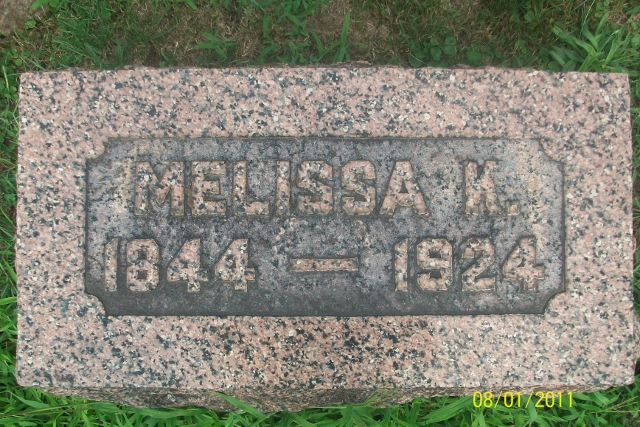 MELISSA K.
1844 — 1924
08/01/2011